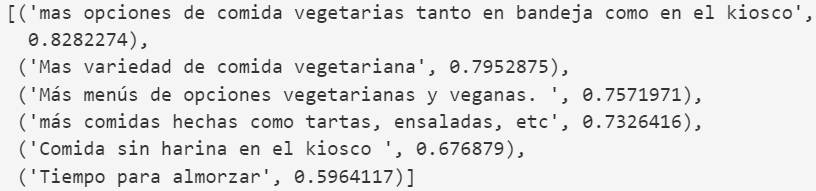 [('mas opciones de comida vegetarias tanto en bandeja como en el kiosco',
0.8282274),
('Mas variedad de comida vegetariana', 0.7952875),
('Más menús de opciones vegetarianas y veganas. ', 0.7571971),
('más comidas hechas como tartas, ensaladas, etc', 0.7326416),
('Comida sin harina en el kiosco ', 0.676879),
('Tiempo para almorzar', 0.5964117)]